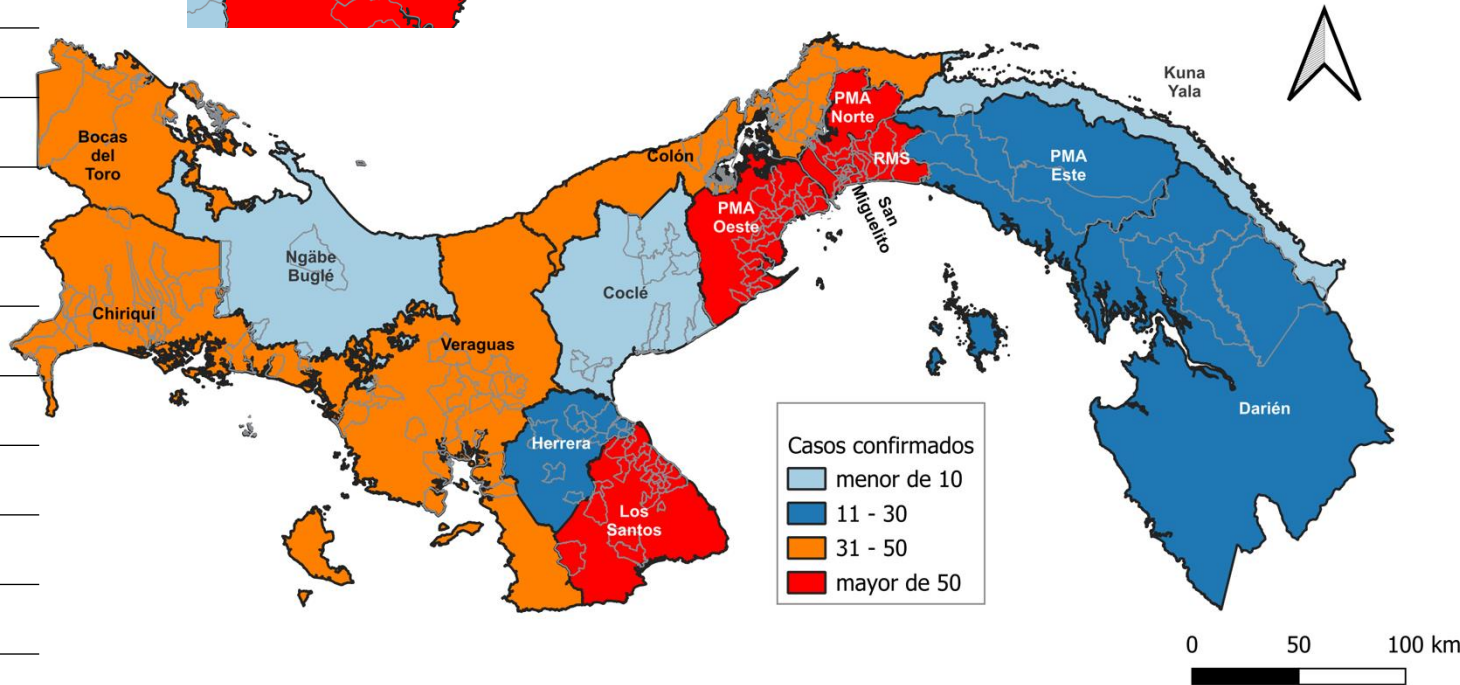 Kuna
Yala
PMA
Norte
Bocas
del
Toro
Colón
RMS
PMA
Este
PMA
Oeste
San
Miguelito
Ngäbe
Buglé
Coclé
Chiriquí
Veraguas
Darién
Herrera
Los
Santos
Casos confirmados
menor de 10
11 - 30
31 - 50
mayor de 50
0 50 100 km